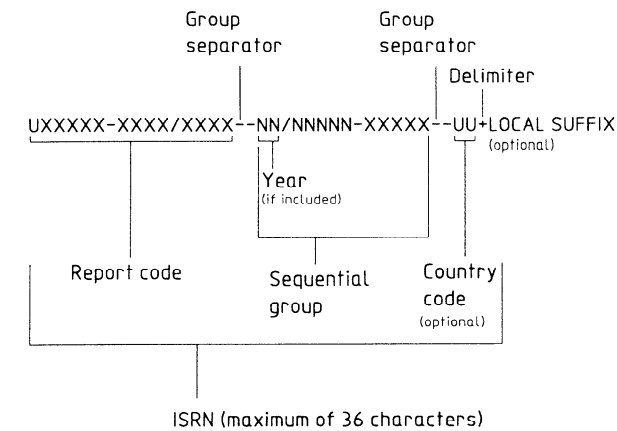 Group separator
Group separator
Delimiter
UXXXXX-XXXX/XXXX--NN/NNNNN-XXXXX--UU+LOCAL SUFFIX
(optional)
Year
(if included)
Report code
Sequential group
Country code
(optional)
ISRN (maximum of 36 characters)